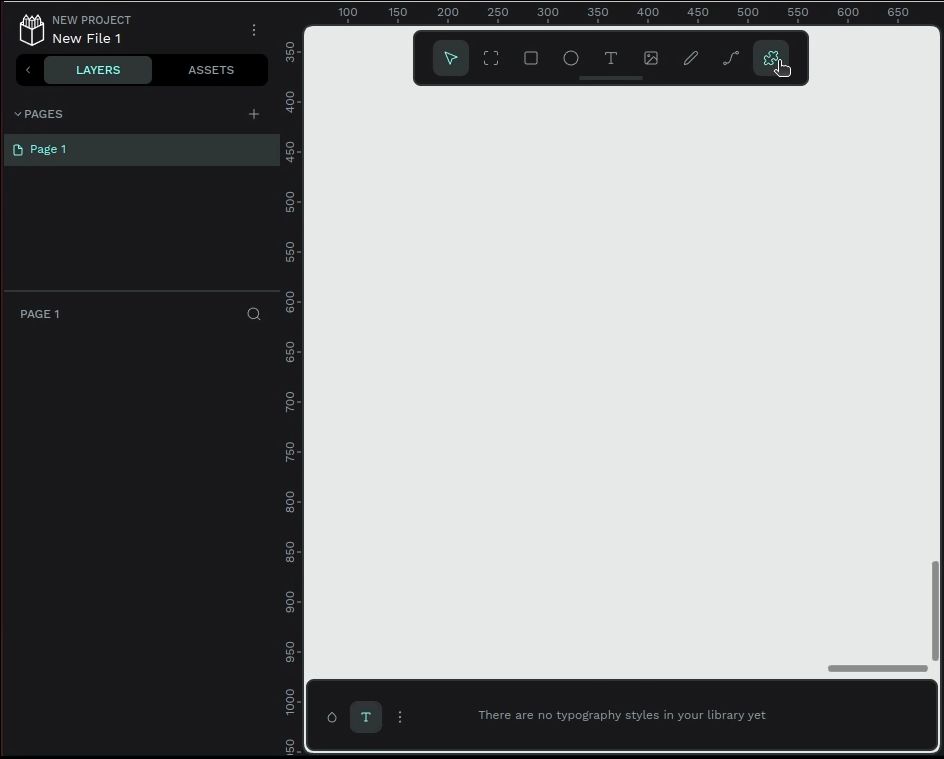 NEW PROJECT
New File 1
LAYERS
ASSETS
PAGES
Page 1
PAGE 1
100 150 200 250 300 350 400 450 500 550 600 650
350
400
450
500
550
600
650
700
750
800
850
900
950
1000
T
There are no typography styles in your library yet